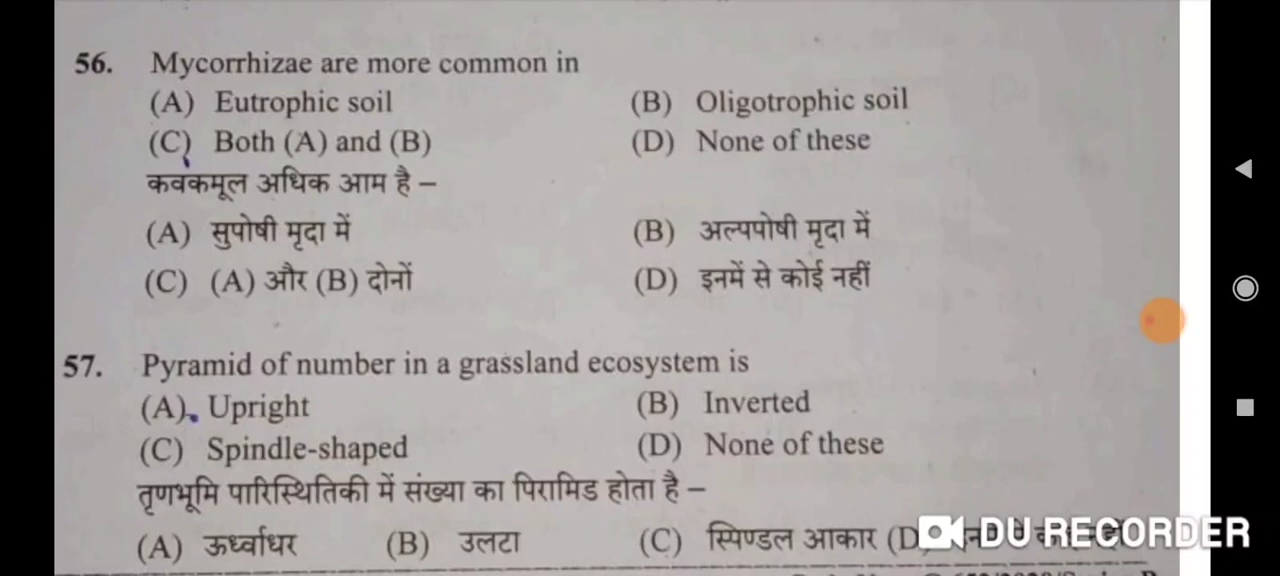 56. Mycorrhizae are more common in
(A) Eutrophic soil (B) Oligotrophic soil
(C) Both (A) and (B) (D) None of these
कवकमूल अधिक आम है –
(A) सुपोषी मृदा में (B) अल्पपोषी मृदा में
(C) (A) और (B) दोनों (D) इनमें से कोई नहीं
57. Pyramid of number in a grassland ecosystem is
(A) Upright (B) Inverted
(C) Spindle-shaped (D) None of these
तृणभूमि पारिस्थितिकी में संख्या का पिरामिड होता है –
(A) ऊर्ध्वाधर (B) उलटा (C) स्पिण्डल आकार (D
DU RECORDER